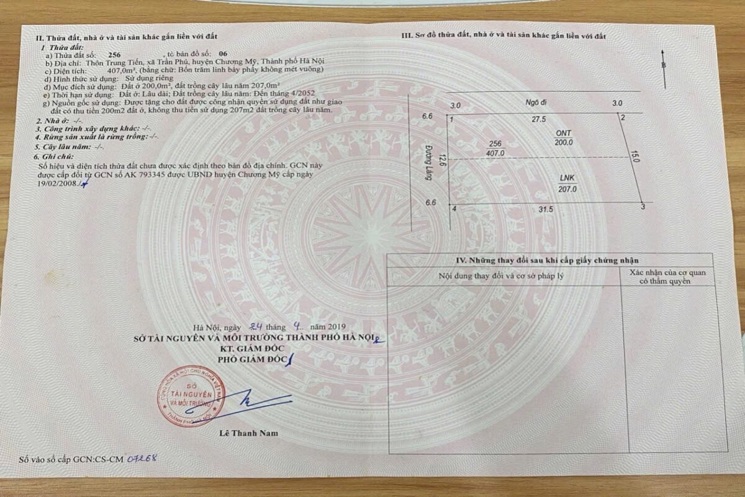 II. Thửa đất, nhà ở và tài sản khác gắn liền với đất
1 Thửa đất:
a) Thửa đất số: 256 , tờ bản đồ số: 06
b) Địa chỉ: Thôn Trung Tiến, xã Trần Phú, huyện Chương Mỹ, Thành phố Hà Nội
c) Diện tích: 407,0m², (bằng chữ: Bốn trăm linh bảy phẩy không mét vuông)
d) Hình thức sử dụng: Sử dụng riêng
đ) Mục đích sử dụng: Đất ở 200,0m², đất trồng cây lâu năm 207,0m²
e) Thời hạn sử dụng: Đất ở: Lâu dài; Đất trồng cây lâu năm: Đến tháng 4/2052
g) Nguồn gốc sử dụng: Được tặng cho đất được công nhận quyền sử dụng đất như giao
đất có thu tiền 200m2 đất ở, không thu tiền sử dụng 207m2 đất trồng cây lâu năm.
2. Nhà ở: -/-
3. Công trình xây dựng khác: -/-
4. Rừng sản xuất là rừng trồng: -/-
5. Cây lâu năm: -/-
6. Ghi chú:
Số hiệu và diện tích thửa đất chưa được xác định theo bản đồ địa chính. GCN này
được cấp đổi từ GCN số AK 793345 được UBND huyện Chương Mỹ cấp ngày
19/02/2008.
Hà Nội, ngày 24 tháng 4 năm 2019
SỞ TÀI NGUYÊN VÀ MÔI TRƯỜNG THÀNH PHỐ HÀ NỘI
KT. GIÁM ĐỐC
PHÓ GIÁM ĐỐC
SỞ
TÀI NGUYÊN
VÀ MÔI TRƯỜNG
Lê Thanh Nam
Số vào sổ cấp GCN:CS-CM 07268
III. Sơ đồ thửa đất, nhà ở và tài sản khác gắn liền với đất
3.0 Ngõ đi 3.0
6.6 1 27.5 2
ONT
256 200.0
407.0
Đường Làng
12.6
15.0
LNK
207.0
6.6 4 31.5 3
IV. Những thay đổi sau khi cấp giấy chứng nhận
Nội dung thay đổi và cơ sở pháp lý
Xác nhận của cơ quan
có thẩm quyền